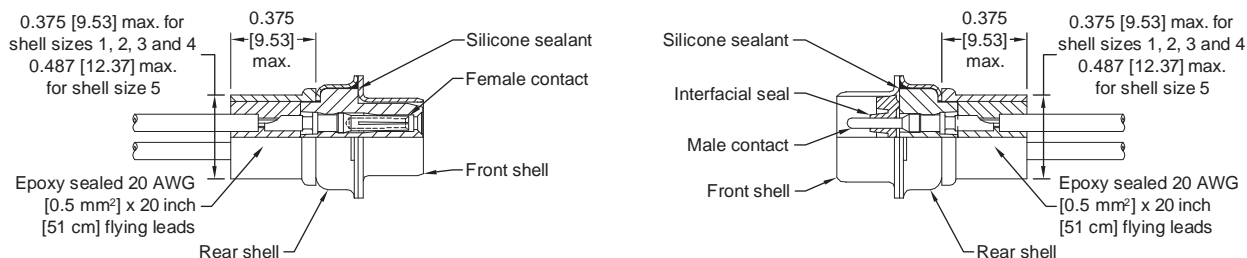 0.375 [9.53] max. for
shell sizes 1, 2, 3 and 4
0.487 [12.37] max.
for shell size 5
0.375
[9.53]
max.
Silicone sealant
Female contact
Front shell
Epoxy sealed 20 AWG
[0.5 mm²] x 20 inch
[51 cm] flying leads
Rear shell
Silicone sealant
Interfacial seal
Male contact
Front shell
0.375
[9.53]
max.
0.375 [9.53] max. for
shell sizes 1, 2, 3 and 4
0.487 [12.37] max.
for shell size 5
Epoxy sealed 20 AWG
[0.5 mm²] x 20 inch
[51 cm] flying leads
Rear shell